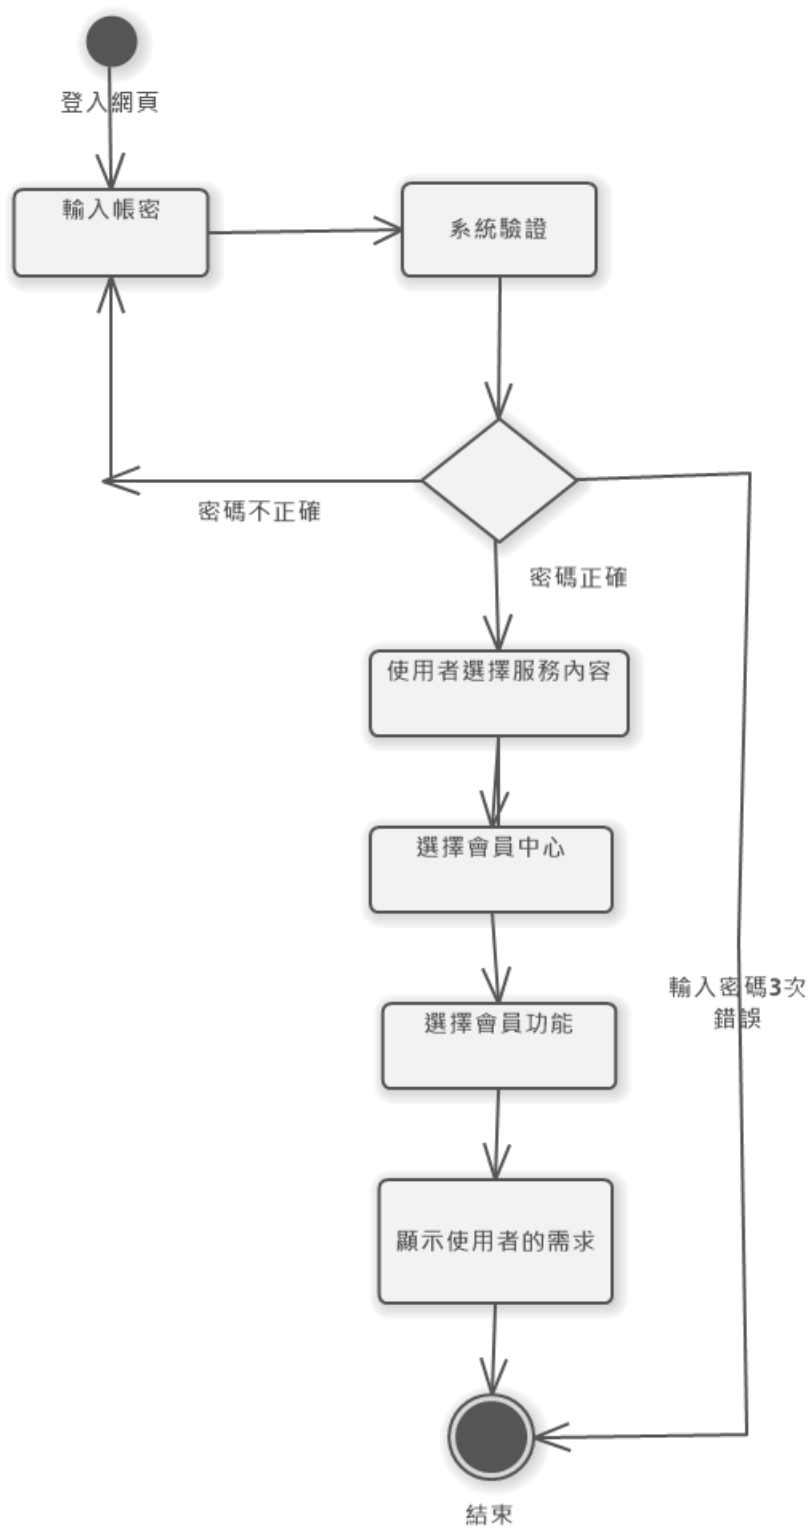 登入網頁
輸入帳密
系統驗證
密碼不正確
密碼正確
使用者選擇服務內容
選擇會員中心
輸入密碼3次
錯誤
選擇會員功能
顯示使用者的需求
結束